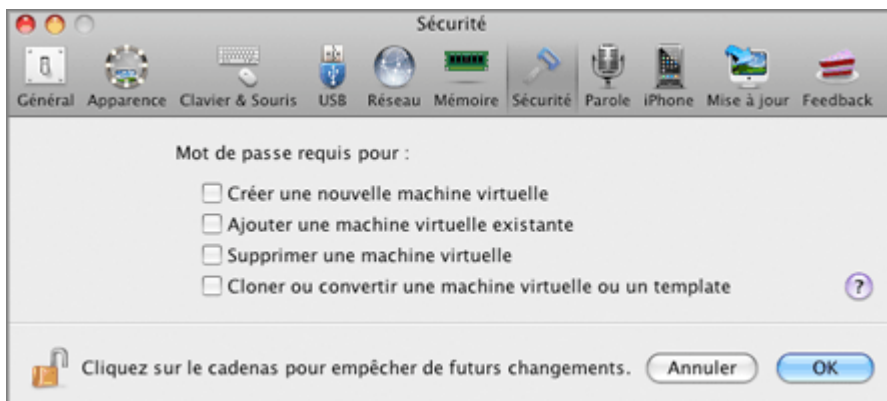 Sécurité
Général Apparence Clavier & Souris USB Réseau Mémoire Sécurité Parole iPhone Mise à jour Feedback
Mot de passe requis pour :
Créer une nouvelle machine virtuelle
Ajouter une machine virtuelle existante
Supprimer une machine virtuelle
Cloner ou convertir une machine virtuelle ou un template
?
Cliquez sur le cadenas pour empêcher de futurs changements. Annuler OK